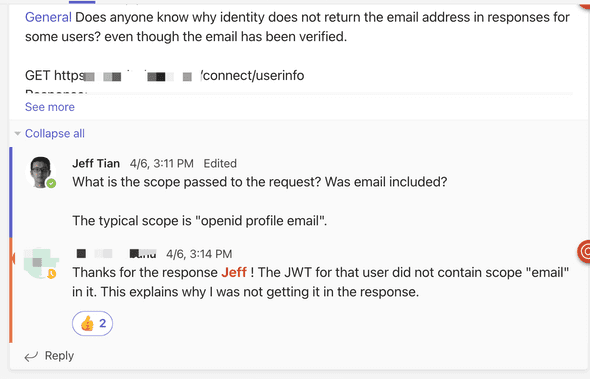 General Does anyone know why identity does not return the email address in responses for
some users? even though the email has been verified.
GET https /connect/userinfo
See more
Collapse all
Jeff Tian 4/6, 3:11 PM Edited
What is the scope passed to the request? Was email included?
The typical scope is "openid profile email".
4/6, 3:14 PM
Thanks for the response Jeff ! The JWT for that user did not contain scope "email"
in it. This explains why I was not getting it in the response.
👍 2
Reply